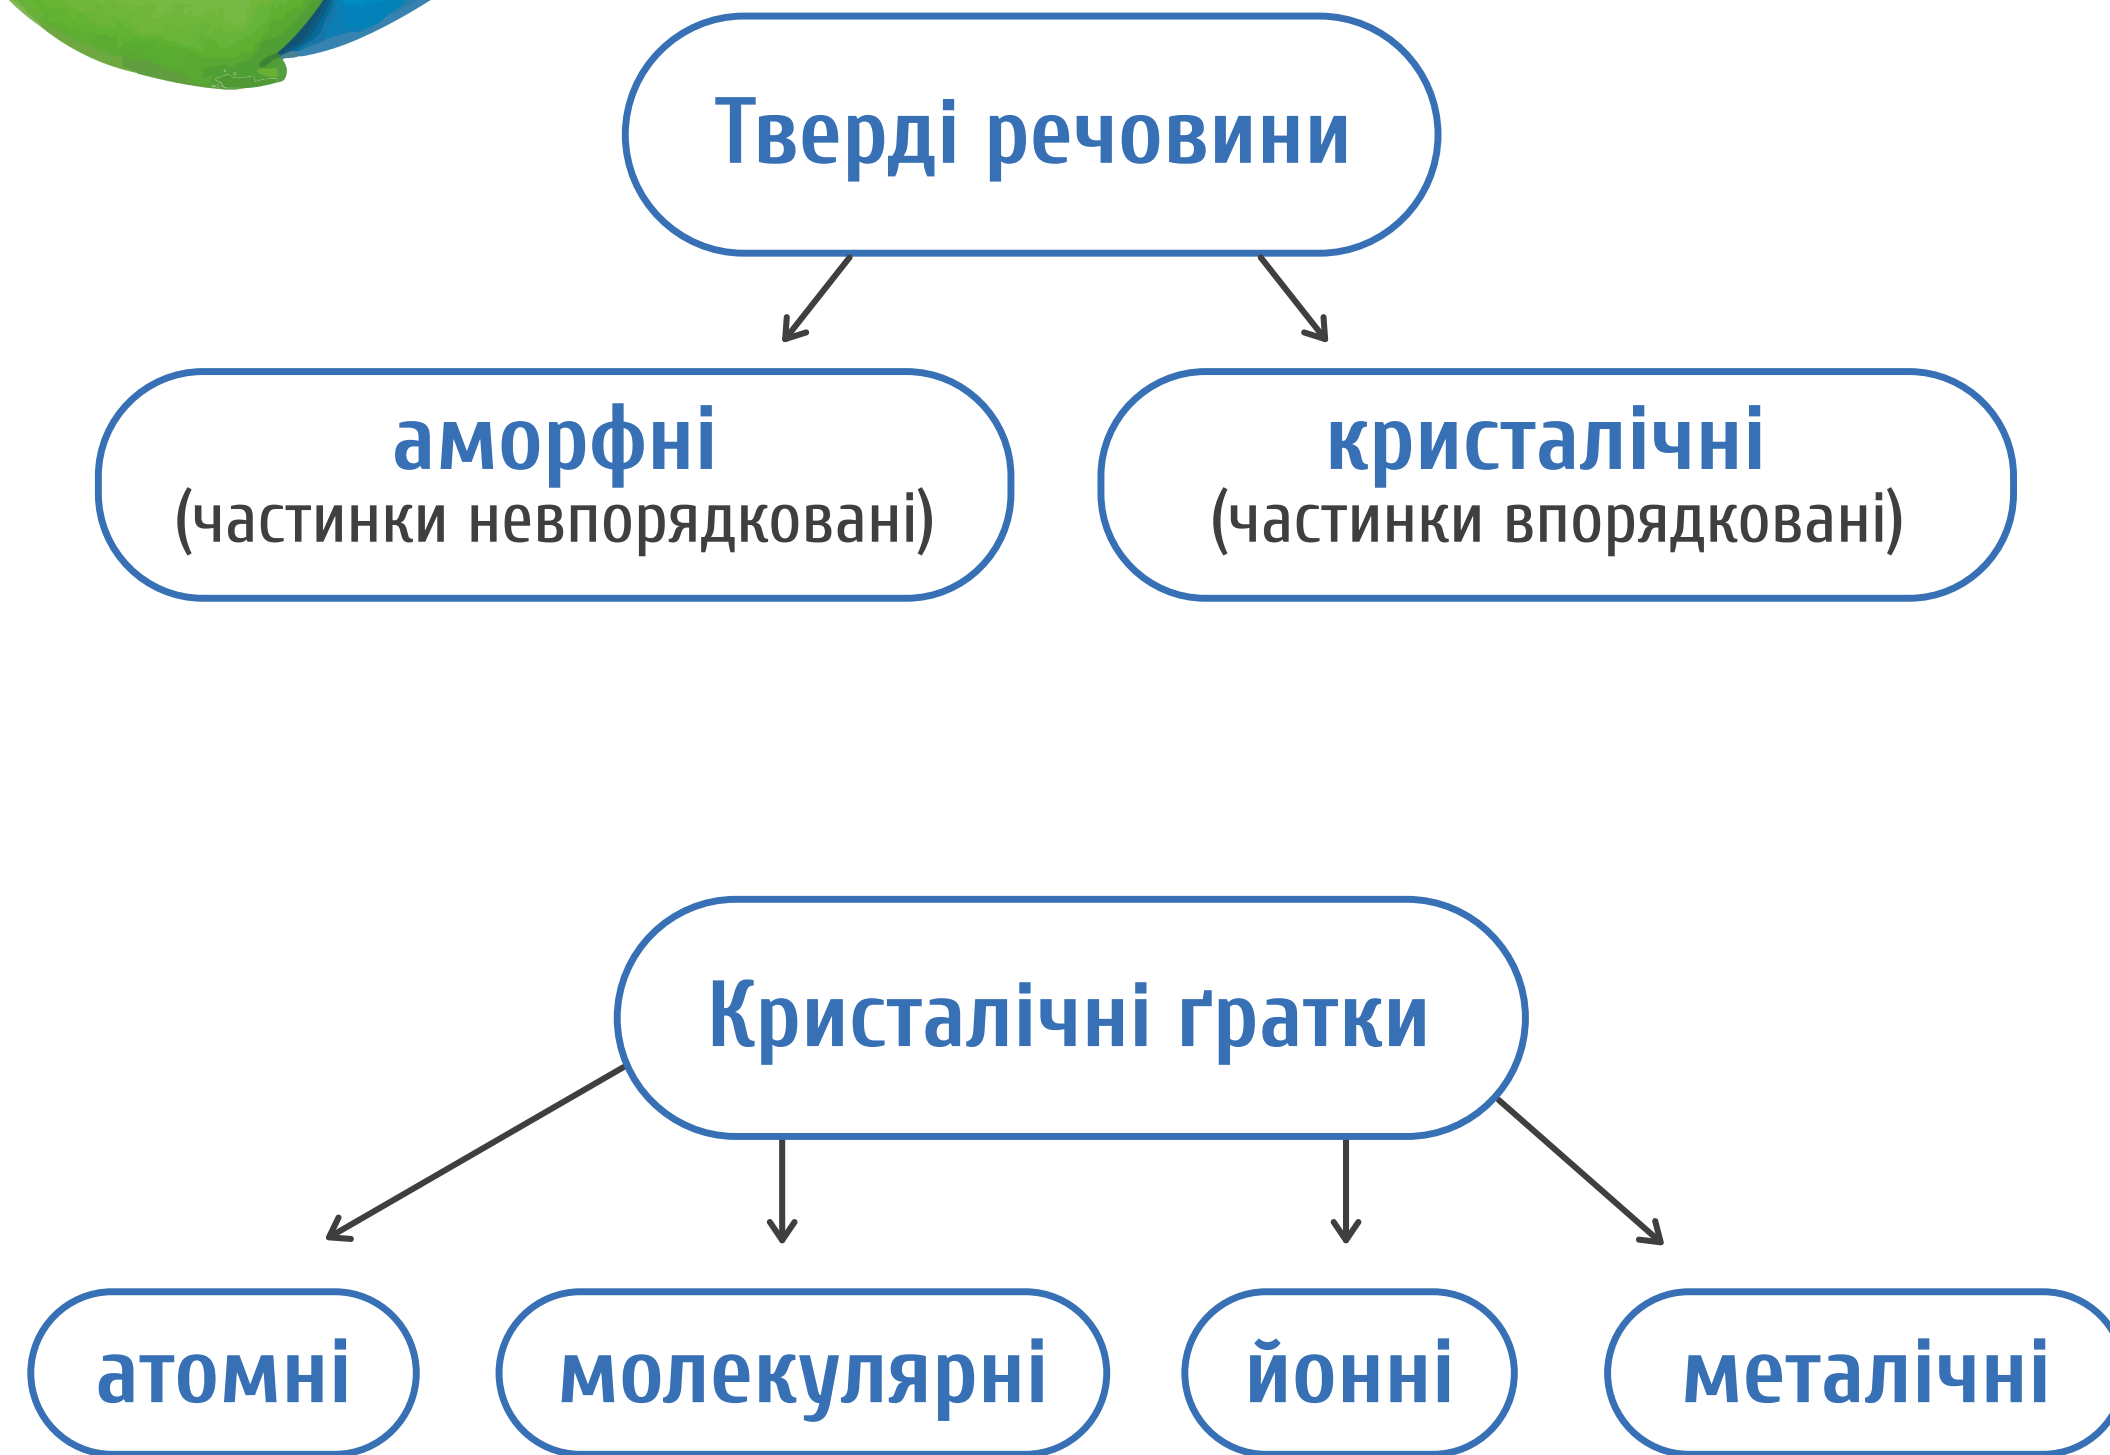 Тверді речовини
аморфні
(частинки невпорядковані)
кристалічні
(частинки впорядковані)
Кристалічні ґратки
атомні
молекулярні
йонні
металічні